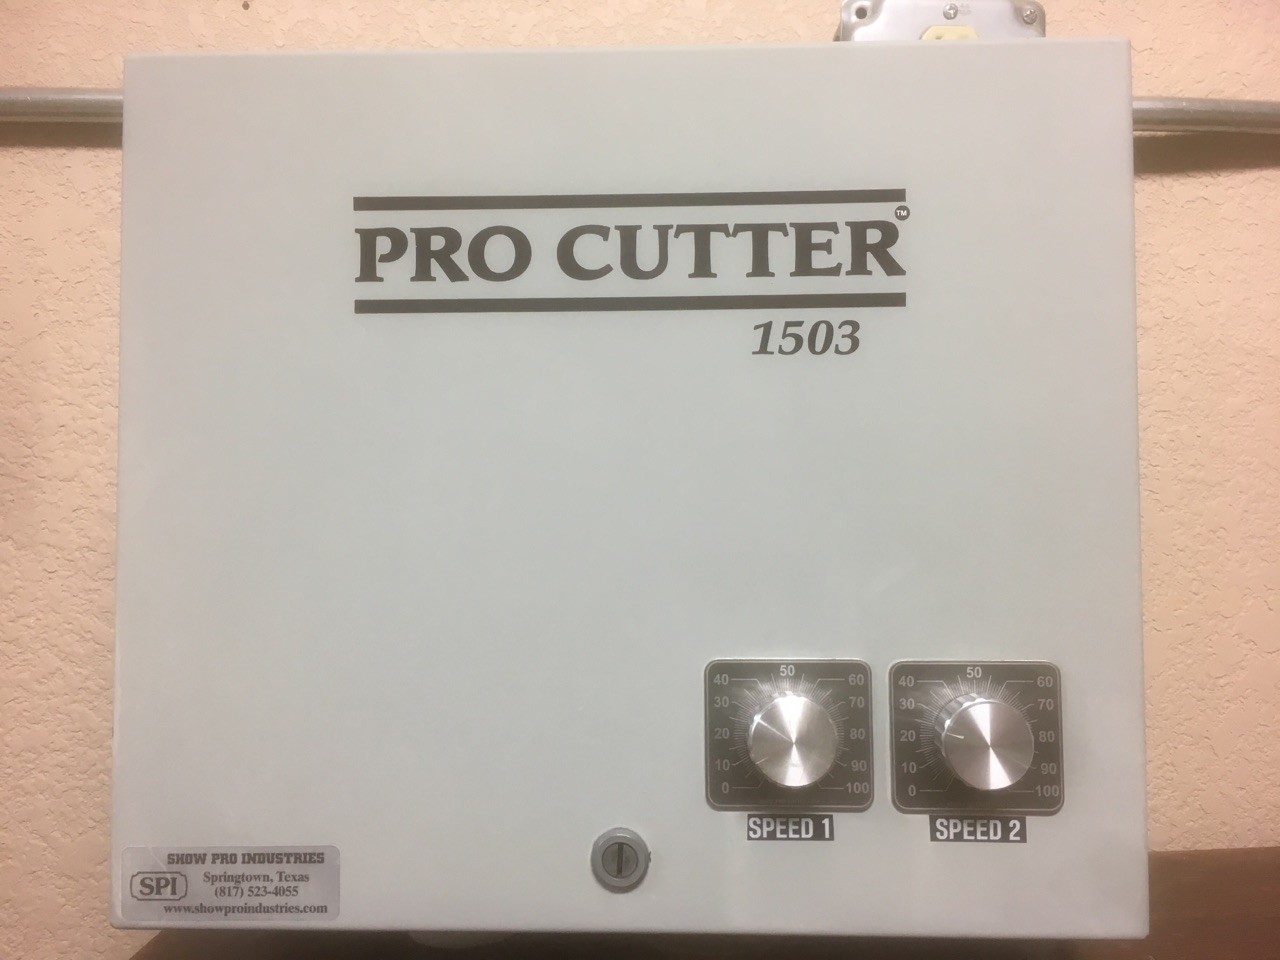 PRO CUTTER™
1503
50
40 60
30 70
20 80
10 90
0 100
SPEED 1
50
40 60
30 70
20 80
10 90
0 100
SPEED 2
SHOW PRO INDUSTRIES
SPI
Springtown, Texas
(817) 523-4055
www.showproindustries.com